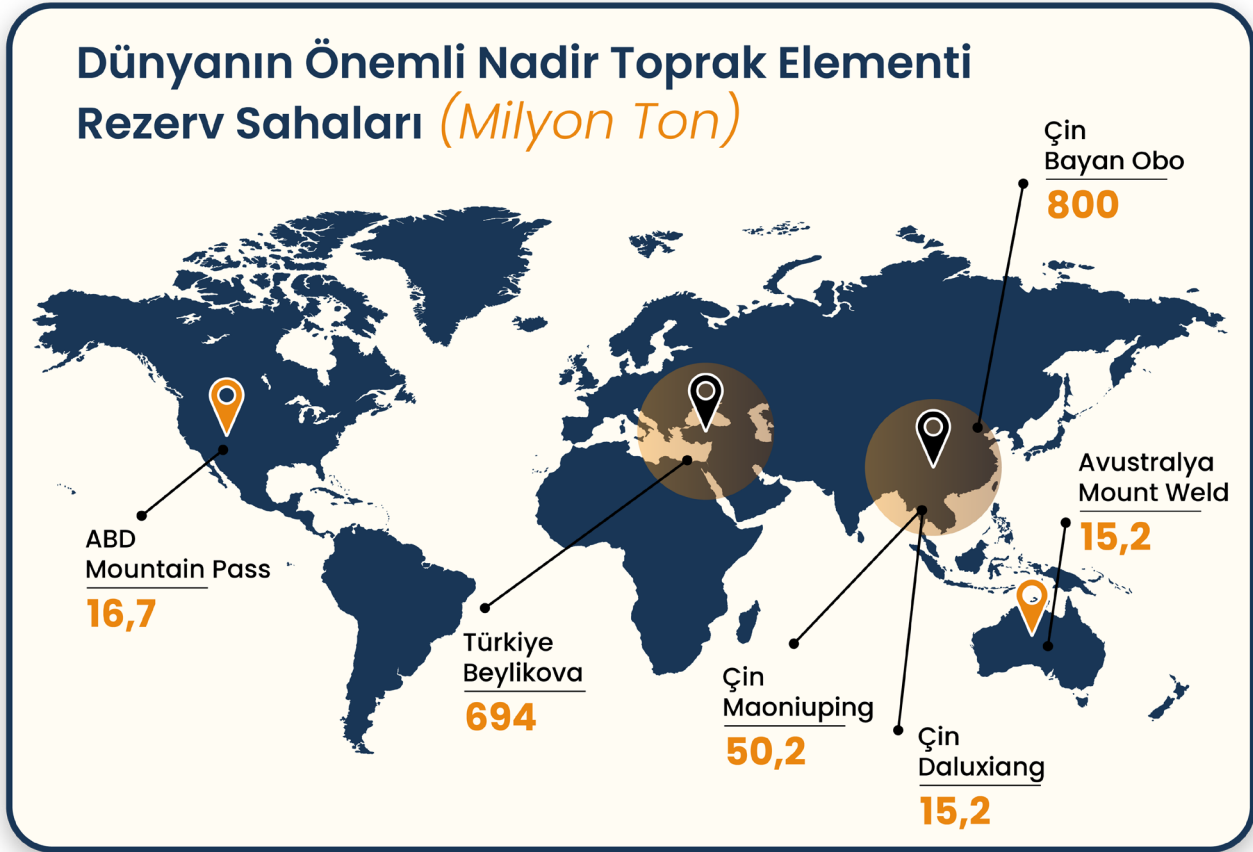 Dünyanın Önemli Nadir Toprak Elementi
Rezerv Sahaları (Milyon Ton)
Çin
Bayan Obo
800
Avustralya
Mount Weld
15,2
ABD
Mountain Pass
16,7
Türkiye
Beylikova
694
Çin
Maoniuping
50,2
Çin
Daluxiang
15,2